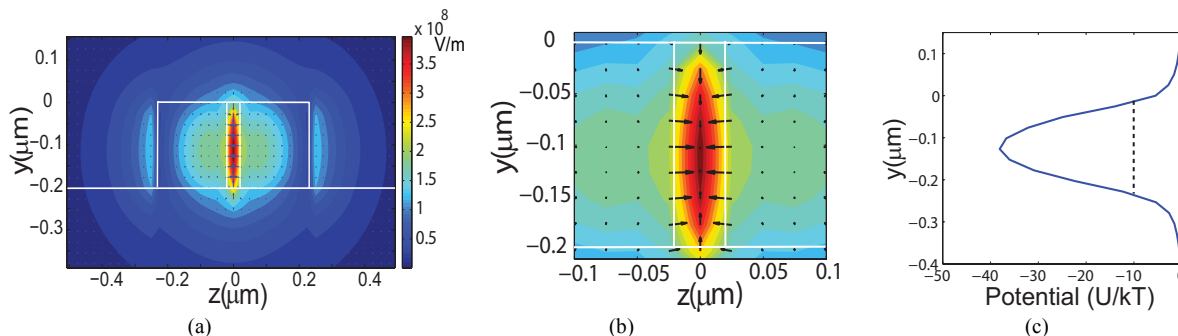 x 10⁸
V/m
0.1
0
−0.1
−0.2
−0.3
y(μm)
−0.4 −0.2 0 0.2 0.4
z(μm)
3.5
3
2.5
2
1.5
1
0.5
(a)
0
−0.05
−0.1
−0.15
−0.2
y(μm)
−0.1 −0.05 0 0.05 0.1
z(μm)
(b)
0.1
0
−0.1
−0.2
−0.3
−0.4
y(μm)
−50 −40 −30 −20 −10
Potential (U/kT)
(c)